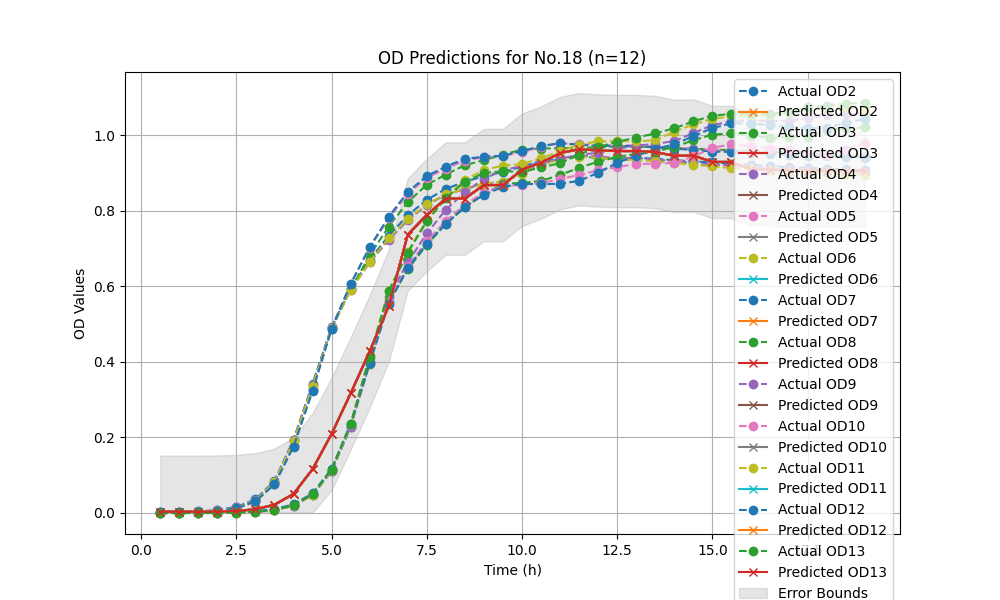 OD Predictions for No.18 (n=12)
OD Values
1.0
0.8
0.6
0.4
0.2
0.0
0.0
2.5
5.0
7.5
10.0
12.5
15.0
Time (h)
Actual OD2
Predicted OD2
Actual OD3
Predicted OD3
Actual OD4
Predicted OD4
Actual OD5
Predicted OD5
Actual OD6
Predicted OD6
Actual OD7
Predicted OD7
Actual OD8
Predicted OD8
Actual OD9
Predicted OD9
Actual OD10
Predicted OD10
Actual OD11
Predicted OD11
Actual OD12
Predicted OD12
Actual OD13
Predicted OD13
Error Bounds